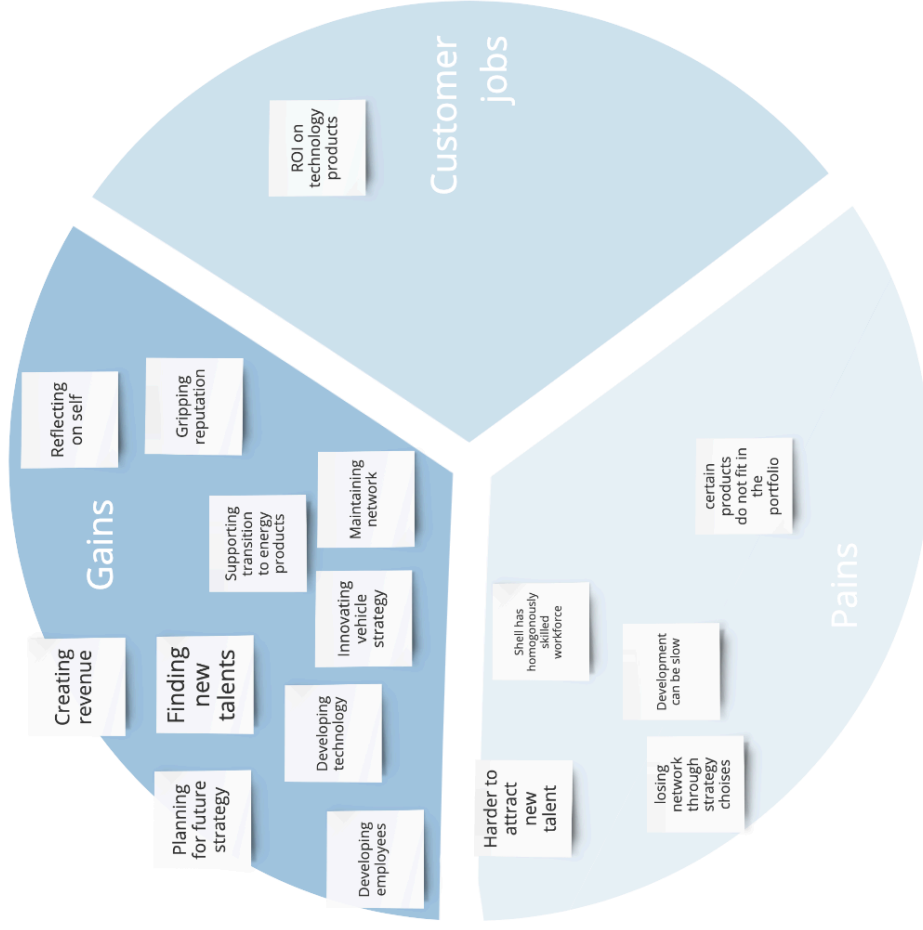 Gains
Reflecting
on self
Gripping
reputation
Creating
revenue
Finding
new
talents
Supporting
transition
to energy
products
Maintaining
network
Innovating
vehicle
strategy
Planning
for future
strategy
Developing
technology
Developing
employees
Customer
jobs
ROI on
technology
products
Pains
Harder to
attract
new
talent
Shell has
homogonously
skilled
workforce
losing
network
through
strategy
choises
Development
can be slow
certain
products
do not fit in
the
portfolio